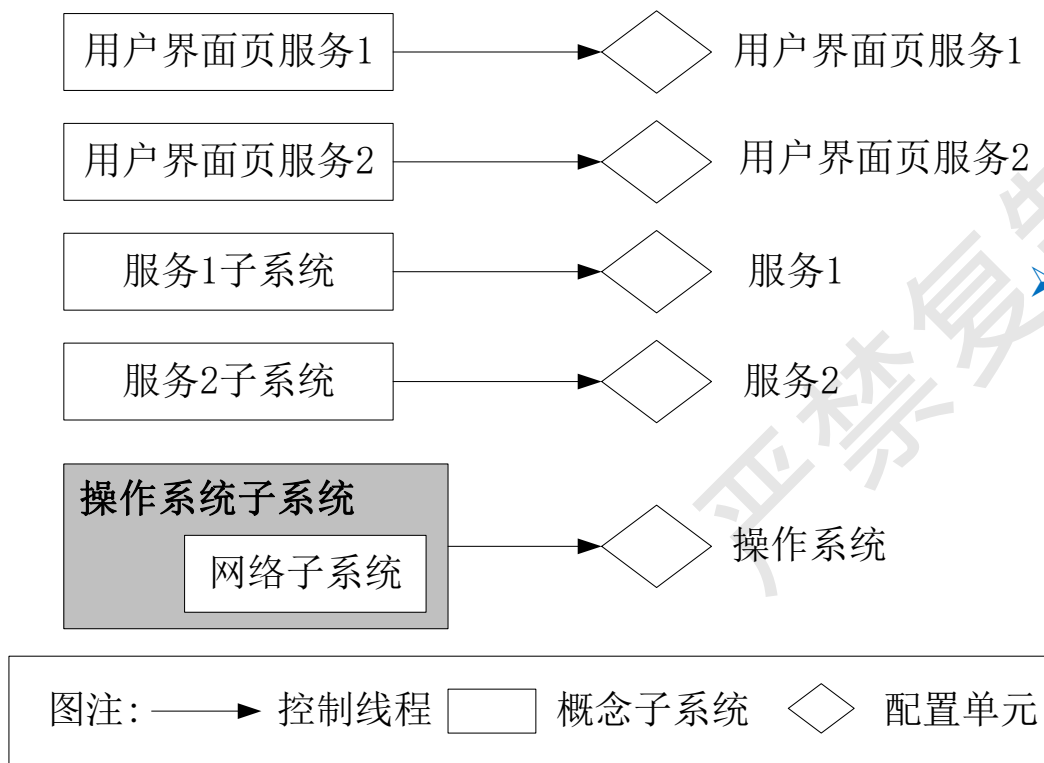 用户界面页服务1
用户界面页服务1
用户界面页服务2
用户界面页服务2
服务1子系统
服务1
服务2子系统
服务2
操作系统子系统
网络子系统
操作系统
图注: 控制线程 概念子系统 配置单元
严禁复